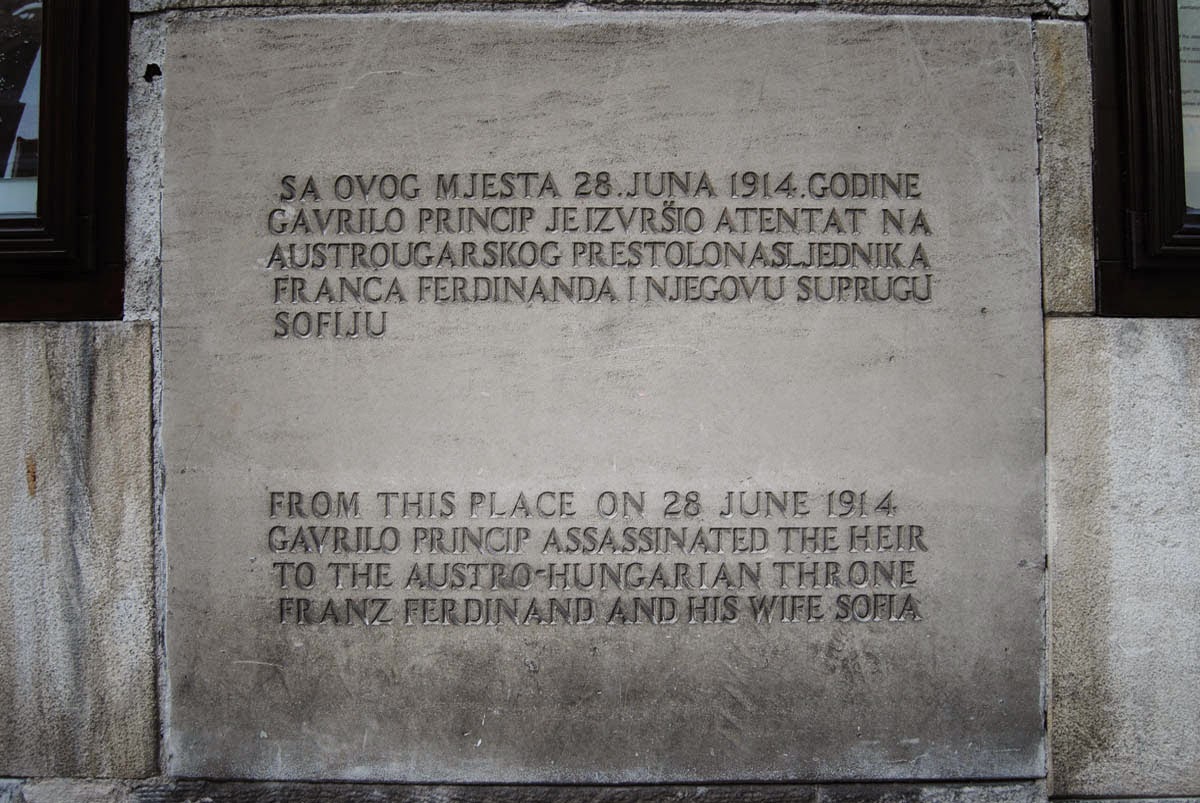 SA OVOG MJESTA 28.JUNA 1914.GODINE
GAVRILO PRINCIP JE IZVRŠIO ATENTAT NA
AUSTROUGARSKOG PRESTOLONASLJEDNIKA
FRANCA FERDINANDA I NJEGOVU SUPRUGU
SOFIJU
FROM THIS PLACE ON 28 JUNE 1914
GAVRILO PRINCIP ASSASSINATED THE HEIR
TO THE AUSTRO-HUNGARIAN THRONE
FRANZ FERDINAND AND HIS WIFE SOFIA